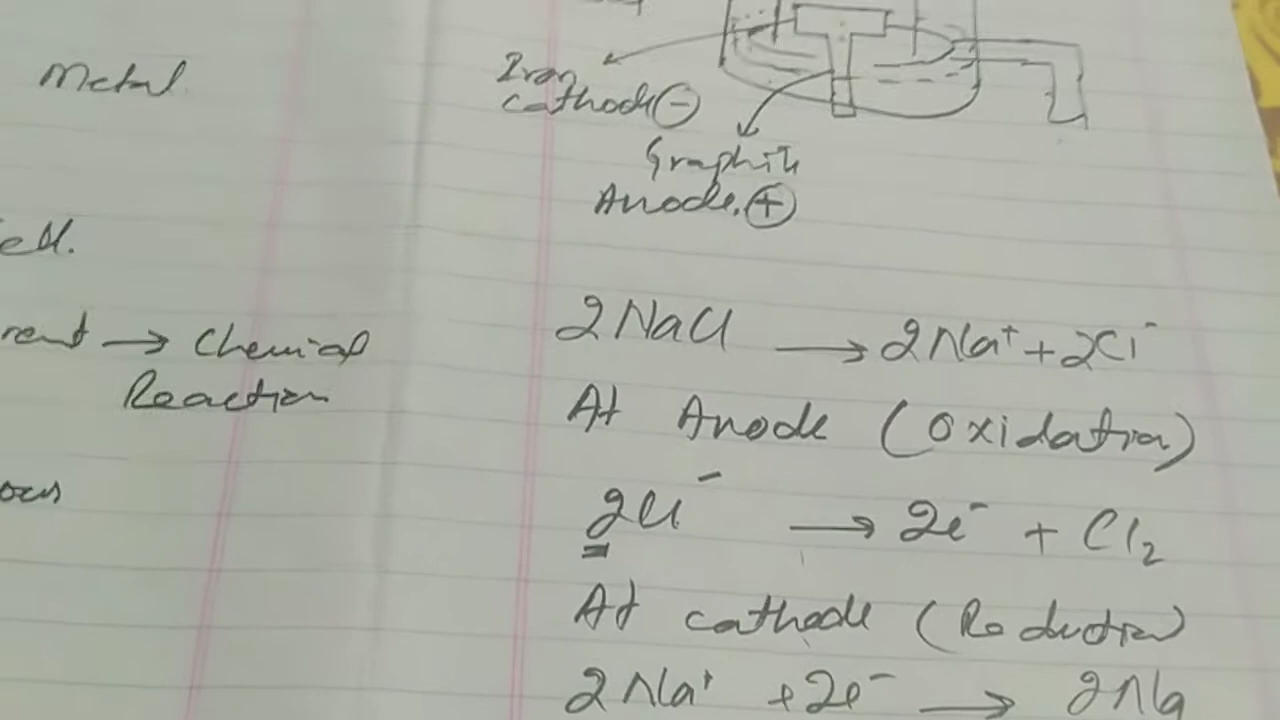 Metal
Iron
cathode ⊖
Graphite
Anode. ⊕
ell.
rent → Chemical
Reaction
ous
2NaCl → 2Na⁺ + 2Cl⁻
At Anode (Oxidation)
2Cl⁻ → 2e⁻ + Cl₂
At cathode (Reduction)
2Na⁺ + 2e⁻ → 2Na